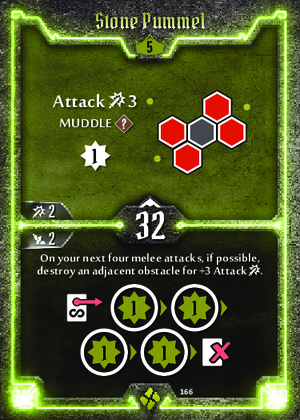 Stone Pummel
5
Attack 3
MUDDLE ?
1
2
32
2
On your next four melee attacks, if possible,
destroy an adjacent obstacle for +3 Attack.
S 1 1
1 1
166